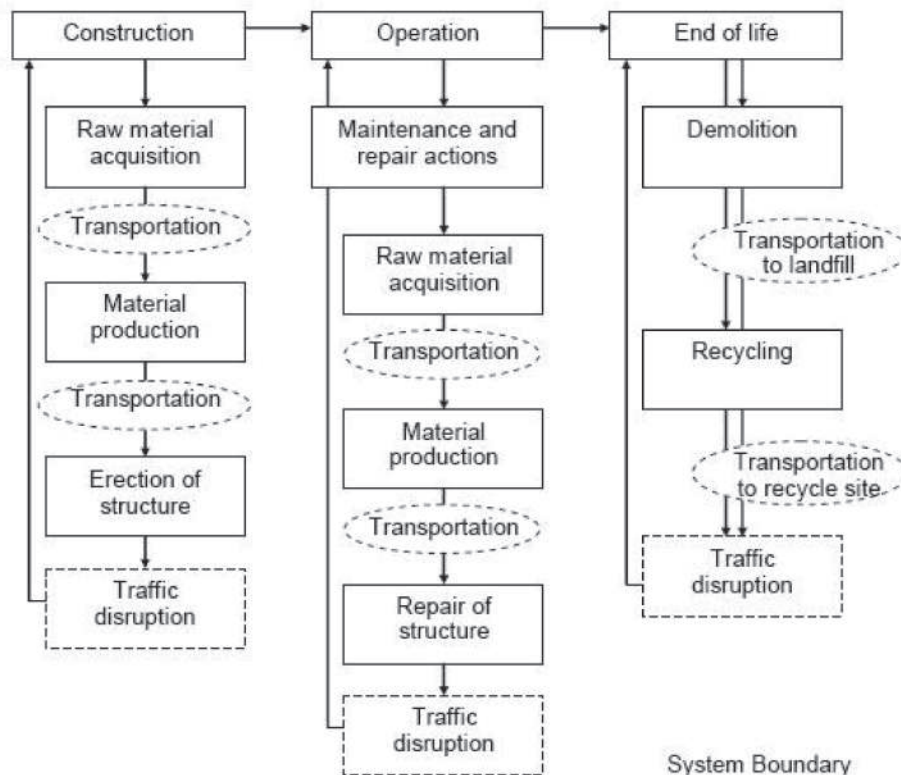 Construction
Operation
End of life
Raw material
acquisition
Transportation
Material
production
Transportation
Erection of
structure
Traffic
disruption
Maintenance and
repair actions
Raw material
acquisition
Transportation
Material
production
Transportation
Repair of
structure
Traffic
disruption
Demolition
Transportation
to landfill
Recycling
Transportation
to recycle site
Traffic
disruption
System Boundary